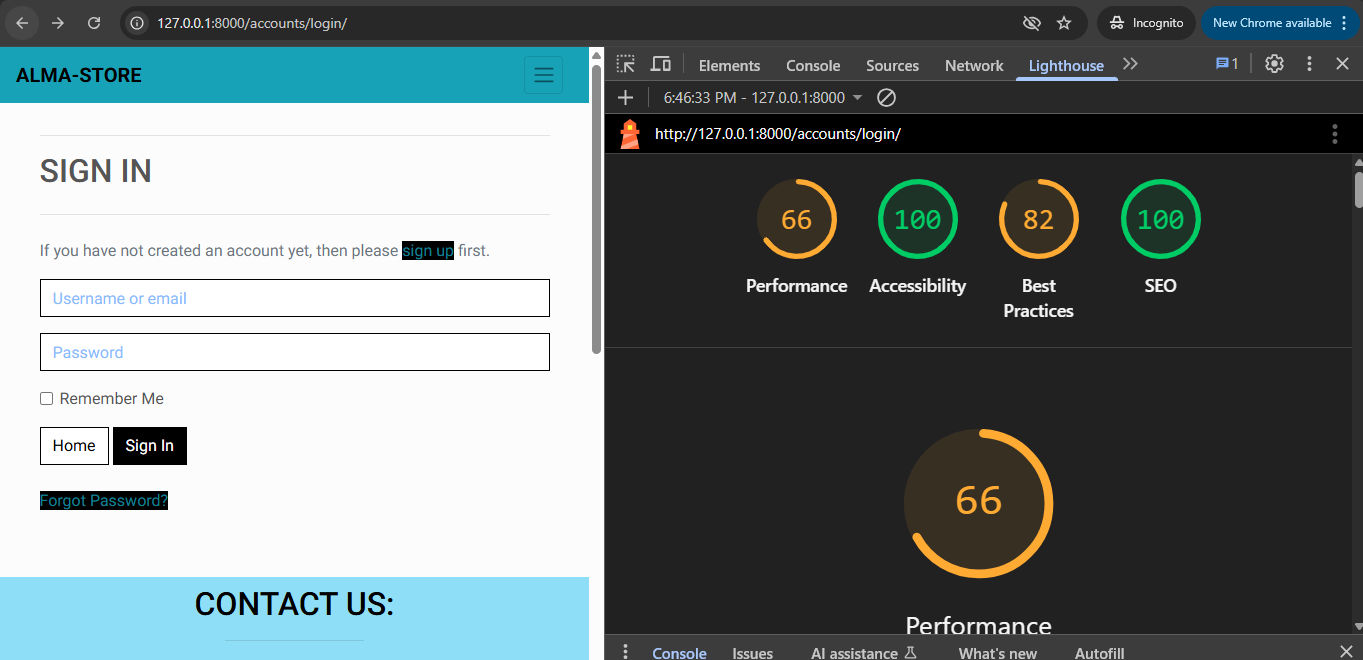 127.0.0.1:8000/accounts/login/
Incognito
New Chrome available
ALMA-STORE
SIGN IN
If you have not created an account yet, then please sign up first.
Username or email
Password
Remember Me
Home
Sign In
Forgot Password?
CONTACT US:
Elements
Console
Sources
Network
Lighthouse
1
6:46:33 PM - 127.0.0.1:8000
http://127.0.0.1:8000/accounts/login/
66
100
82
100
Performance
Accessibility
Best
Practices
SEO
66
Performance
Console
Issues
AI assistance
What's new
Autofill